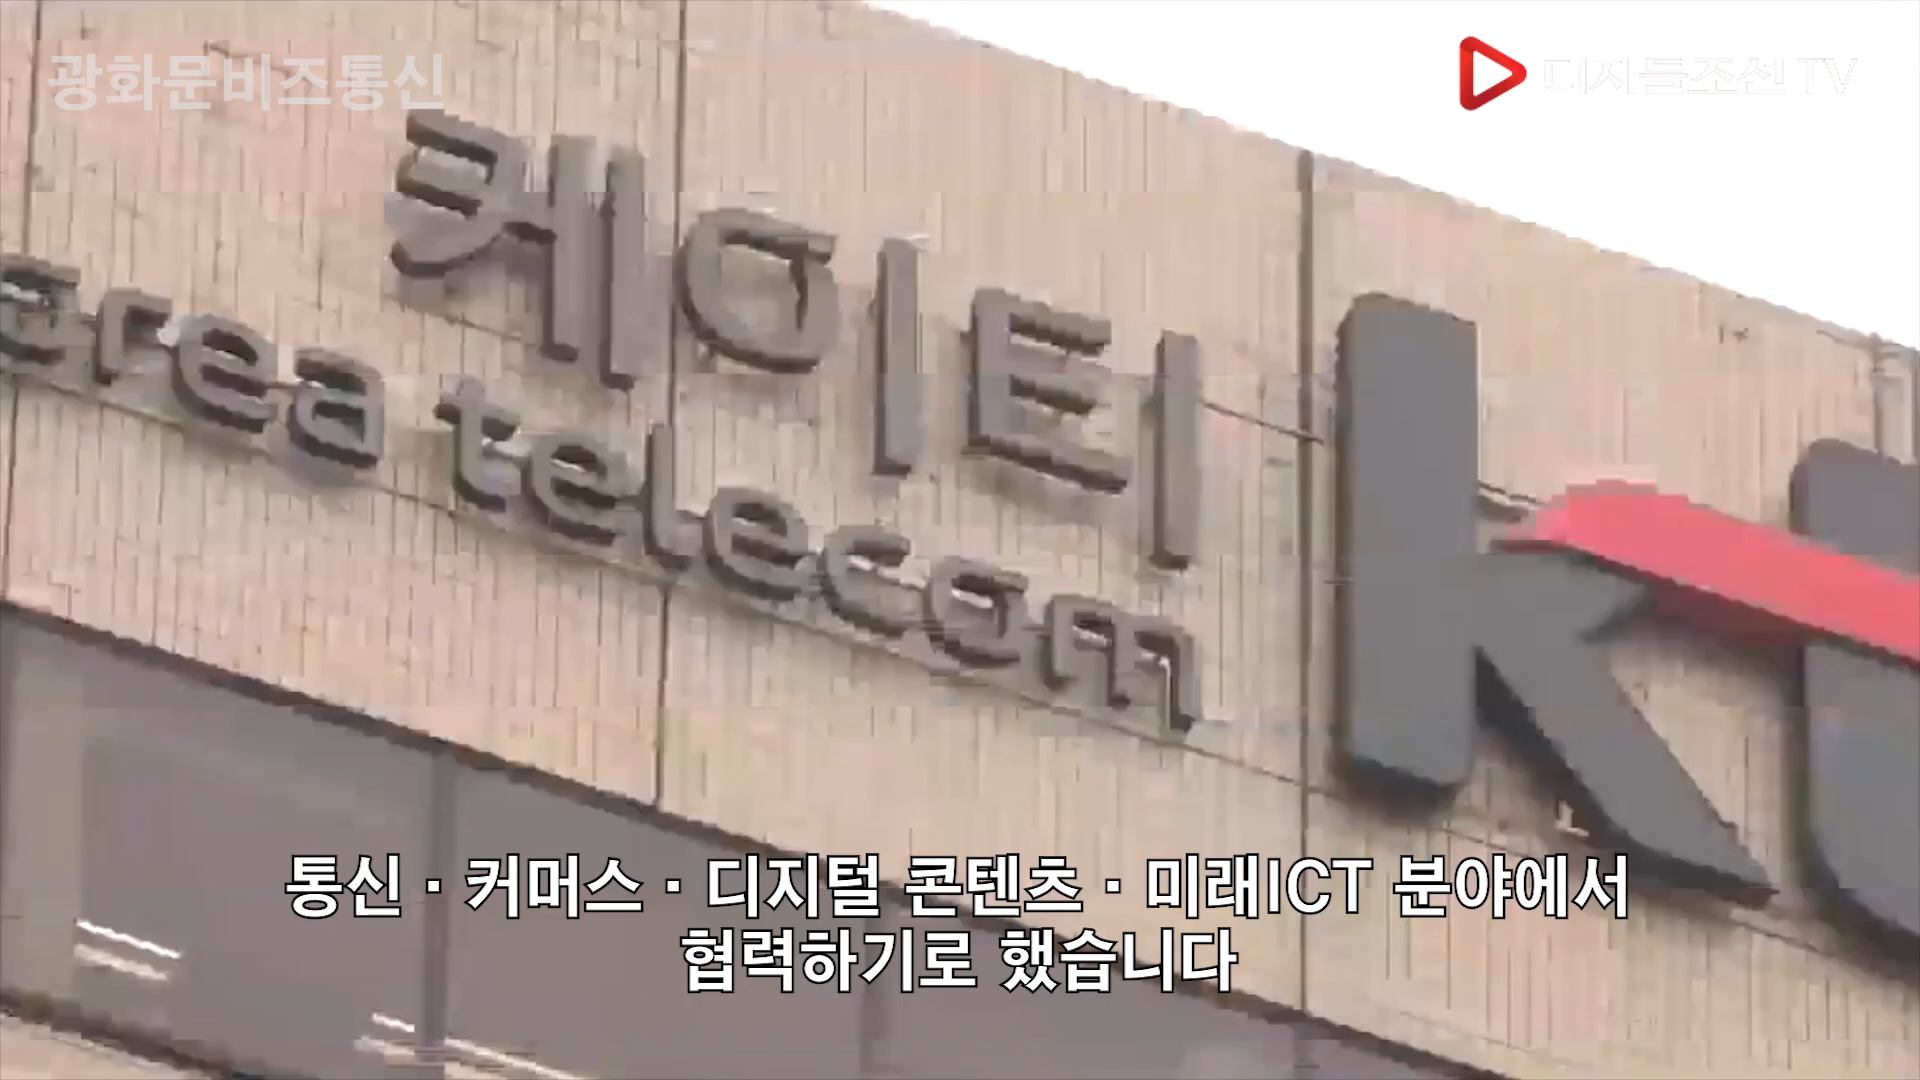 광화문비즈통신
디지틀조선TV
케이티
orea telecom
kt
통신·커머스·디지털 콘텐츠·미래ICT 분야에서
협력하기로 했습니다